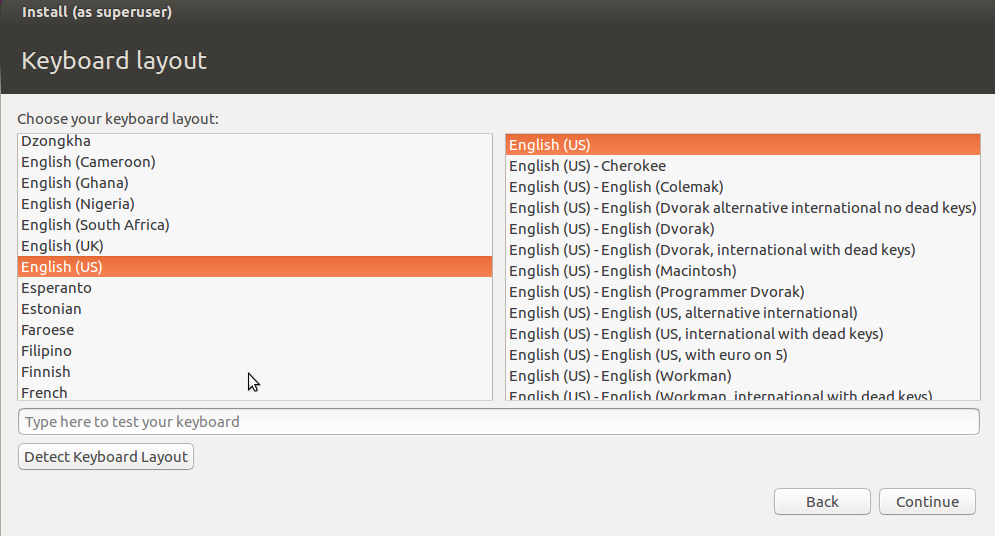 Install (as superuser)
Keyboard layout
Choose your keyboard layout:
Dzongkha
English (Cameroon)
English (Ghana)
English (Nigeria)
English (South Africa)
English (UK)
English (US)
Esperanto
Estonian
Faroese
Filipino
Finnish
French
English (US)
English (US) - Cherokee
English (US) - English (Colemak)
English (US) - English (Dvorak alternative international no dead keys)
English (US) - English (Dvorak)
English (US) - English (Dvorak, international with dead keys)
English (US) - English (Macintosh)
English (US) - English (Programmer Dvorak)
English (US) - English (US, alternative international)
English (US) - English (US, international with dead keys)
English (US) - English (US, with euro on 5)
English (US) - English (Workman)
English (US) - English (Workman, international with dead keys)
Type here to test your keyboard
Detect Keyboard Layout
Back
Continue